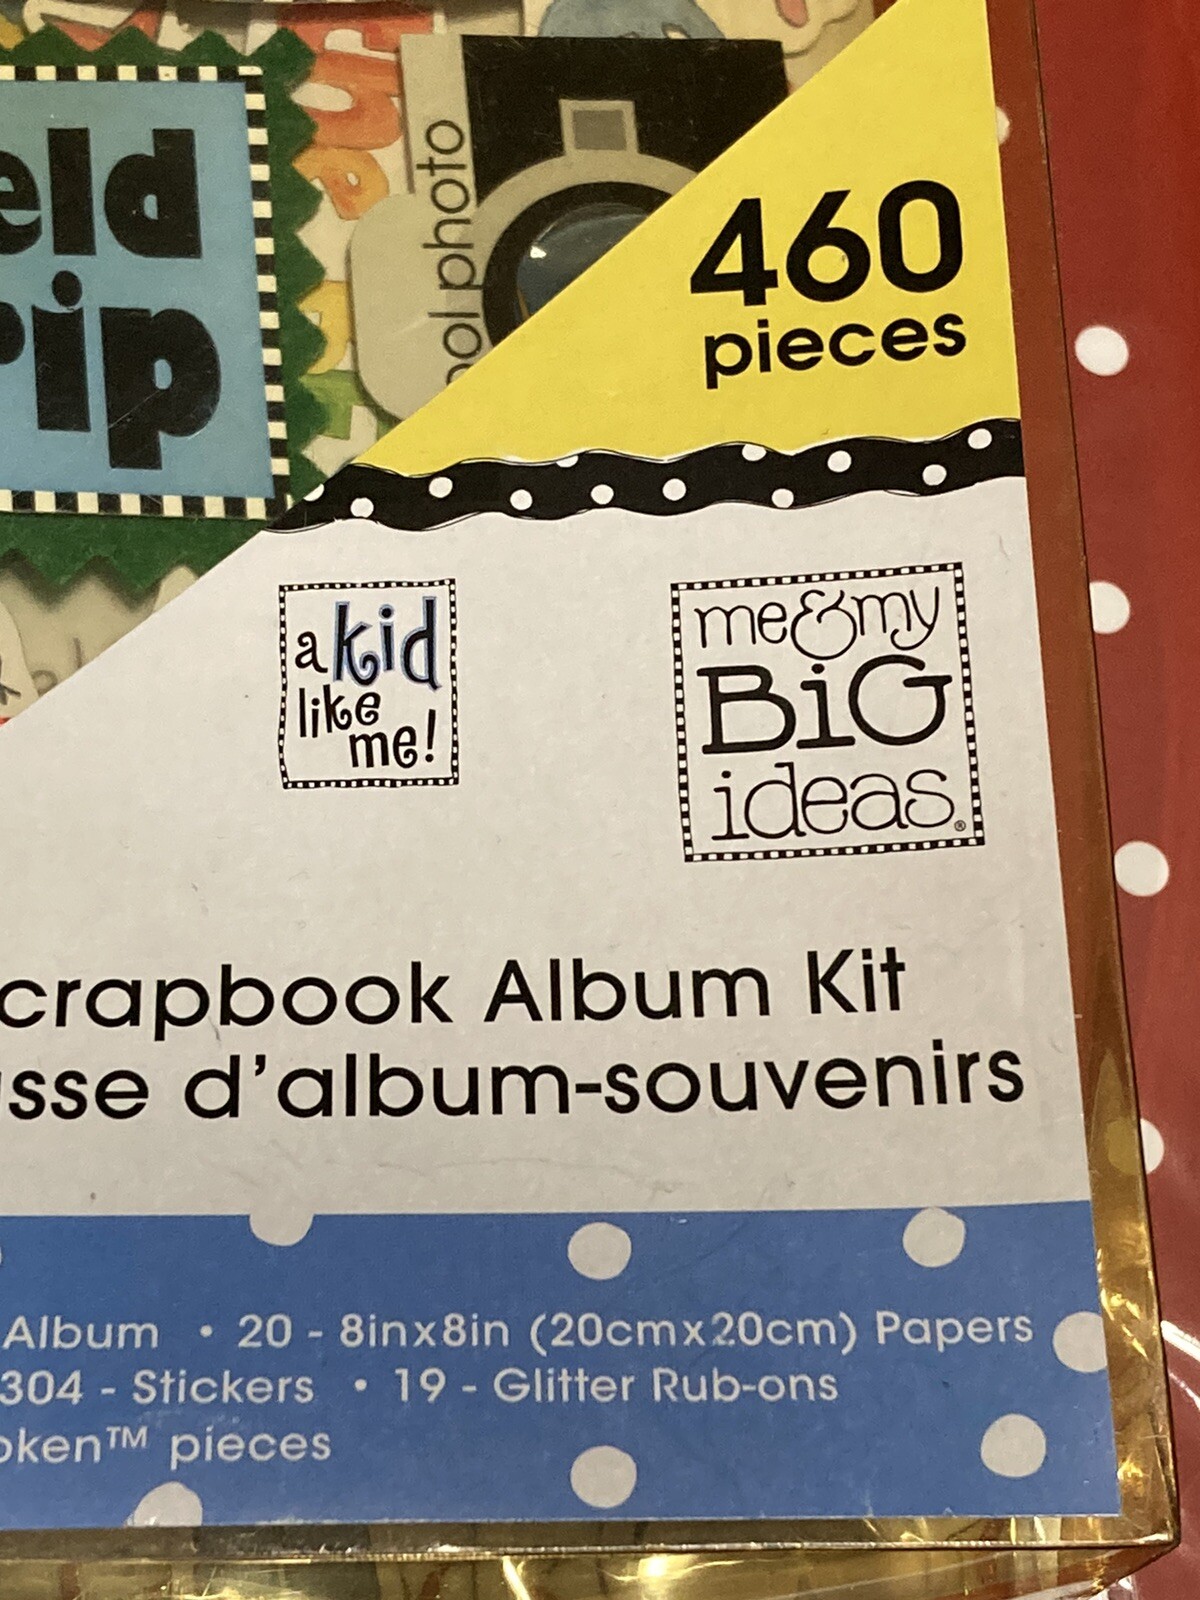 eld
rip
ool photo
460
pieces
a kid
like
me!
me & my
BiG
ideas®
crapbook Album Kit
sse d'album-souvenirs
Album • 20 - 8inx8in (20cmx20cm) Papers
304 - Stickers • 19 - Glitter Rub-ons
oken™ pieces